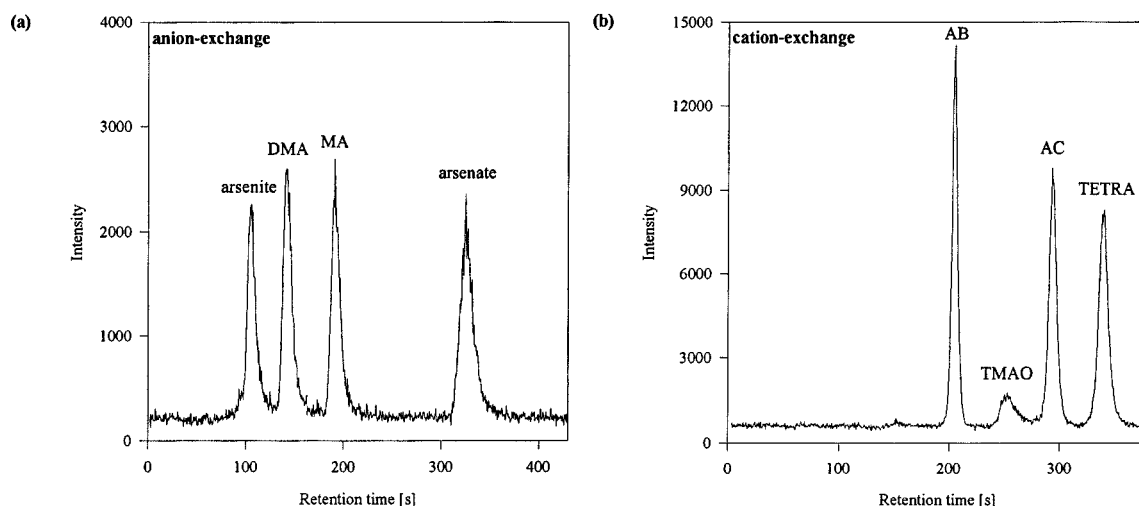 (a)
anion-exchange
4000
3000
2000
1000
0
Intensity
arsenite
DMA
MA
arsenate
0 100 200 300 400
Retention time [s]
(b)
cation-exchange
15000
12000
9000
6000
3000
0
Intensity
AB
TMAO
AC
TETRA
0 100 200 300
Retention time [s]